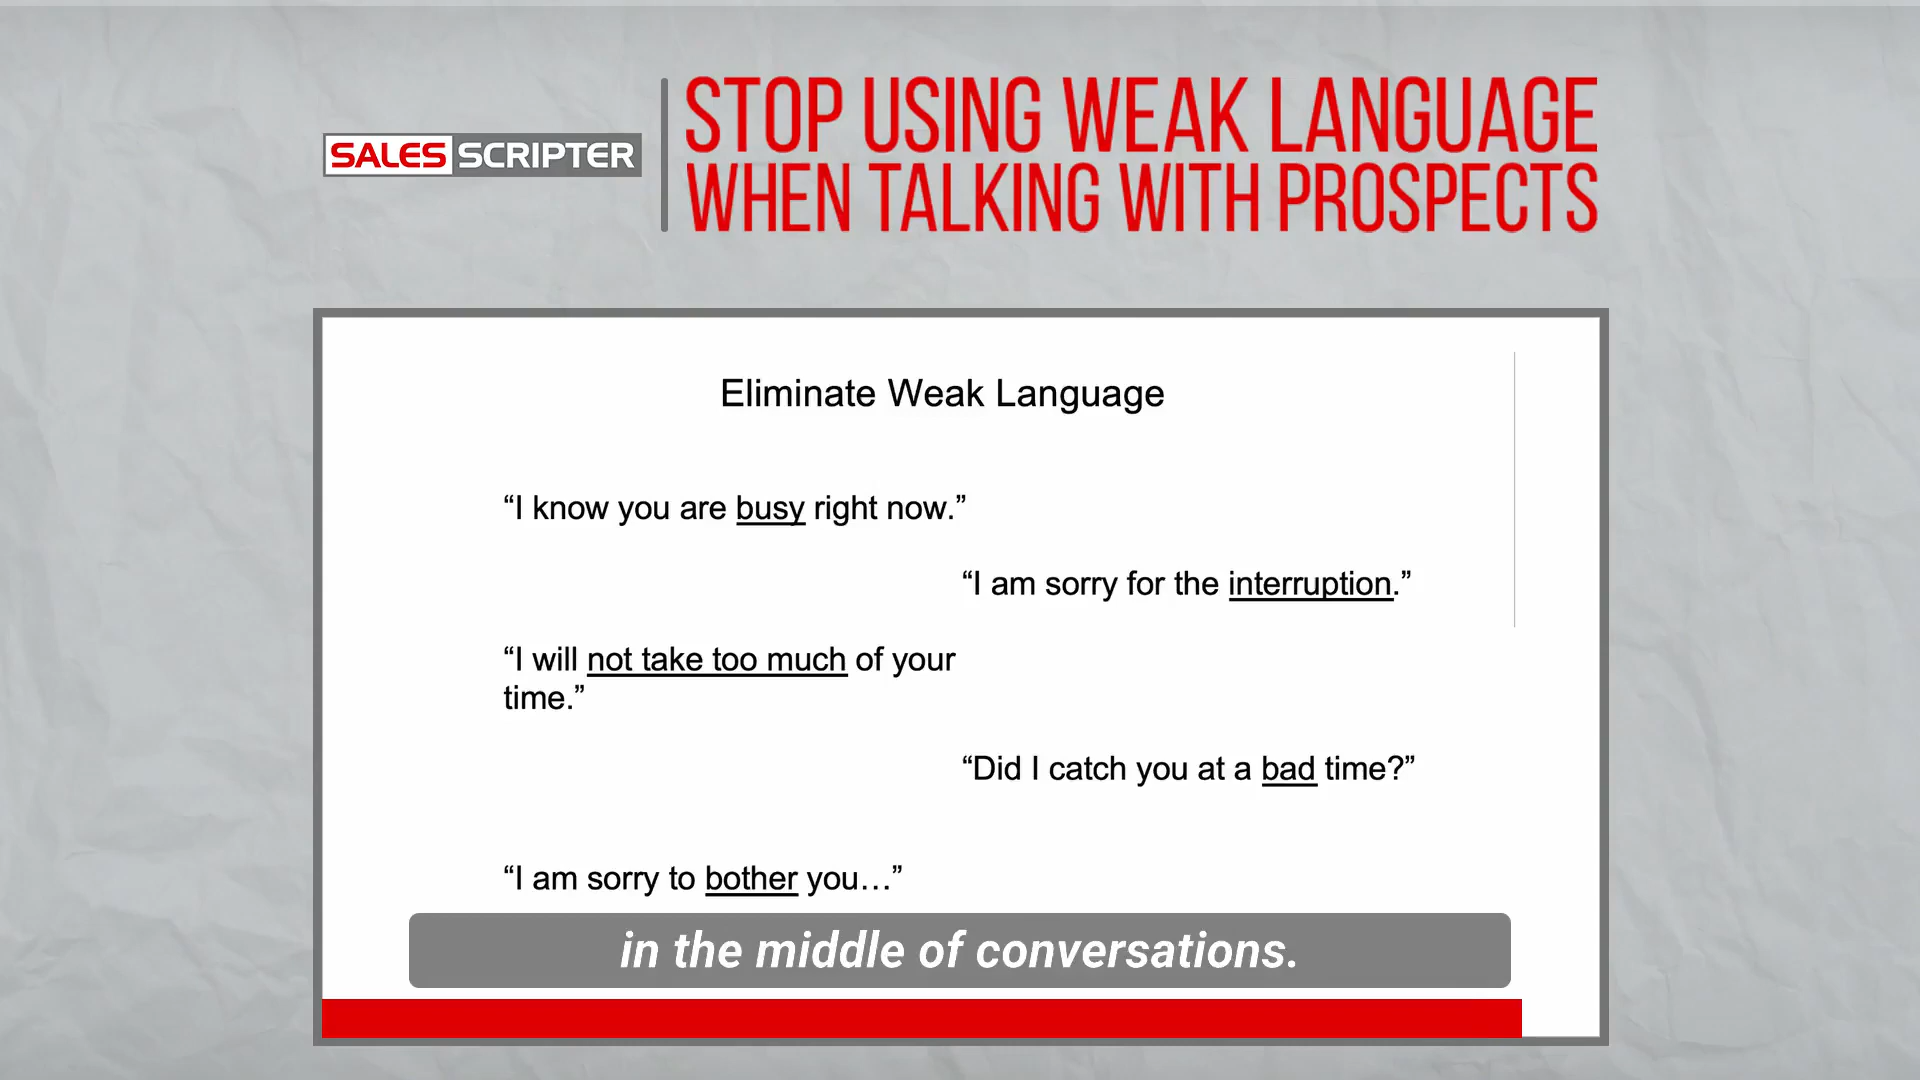 STOP USING WEAK LANGUAGE
SALES SCRIPTER
WHEN TALKING WITH PROSPECTS
Eliminate Weak Language
“I know you are busy right now.”
“I am sorry for the interruption.”
“I will not take too much of your
time.”
“Did I catch you at a bad time?”
“I am sorry to bother you…”
in the middle of conversations.